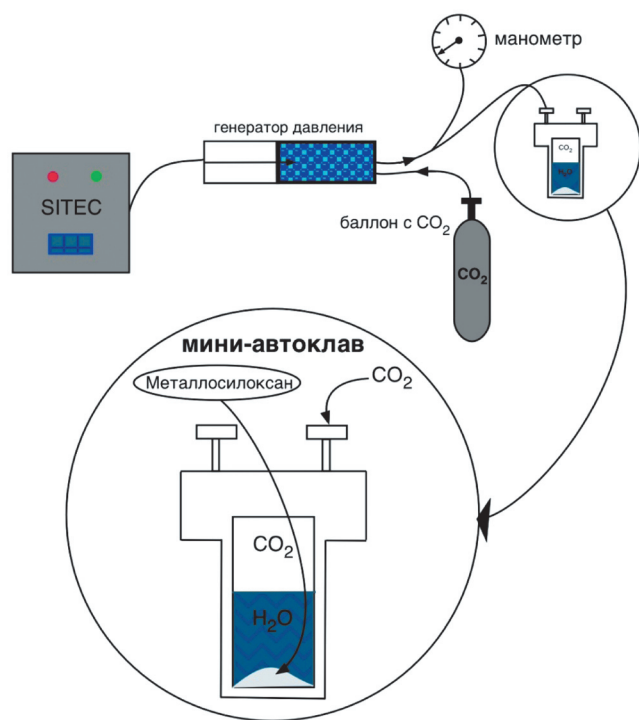 манометр
генератор давления
CO₂
H₂O
SITEC
баллон с CO₂
CO₂
мини-автоклав
Металлосилоксан
CO₂
CO₂
H₂O